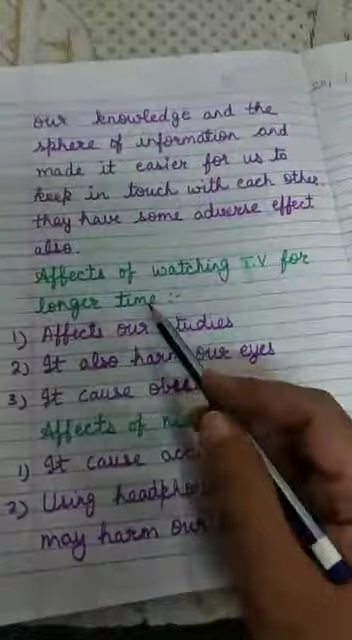 our knowledge and the
sphere of information and
made it easier for us to
keep in touch with each other.
they have some adverse effect
also.
Affects of watching T.V for
longer time :-
1) Affects our studies
2) It also harm our eyes
3) It cause
Affects of
1) It cause
2) Using
may harm our